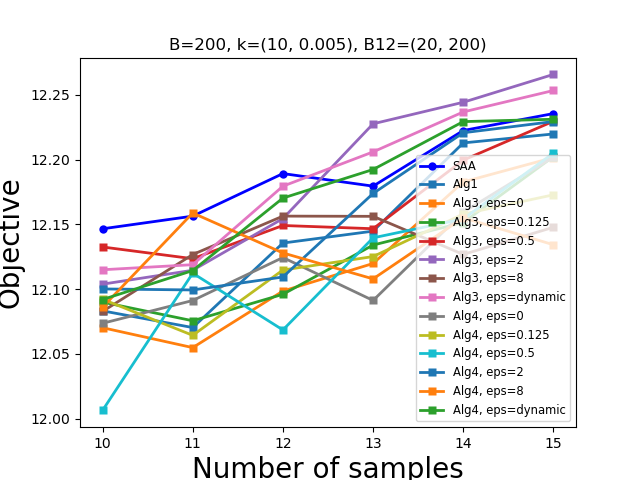 B=200, k=(10, 0.005), B12=(20, 200)
Objective
12.25
12.20
12.15
12.10
12.05
12.00
10 11 12 13 14 15
Number of samples
SAA
Alg1
Alg3, eps=0
Alg3, eps=0.125
Alg3, eps=0.5
Alg3, eps=2
Alg3, eps=8
Alg3, eps=dynamic
Alg4, eps=0
Alg4, eps=0.125
Alg4, eps=0.5
Alg4, eps=2
Alg4, eps=8
Alg4, eps=dynamic